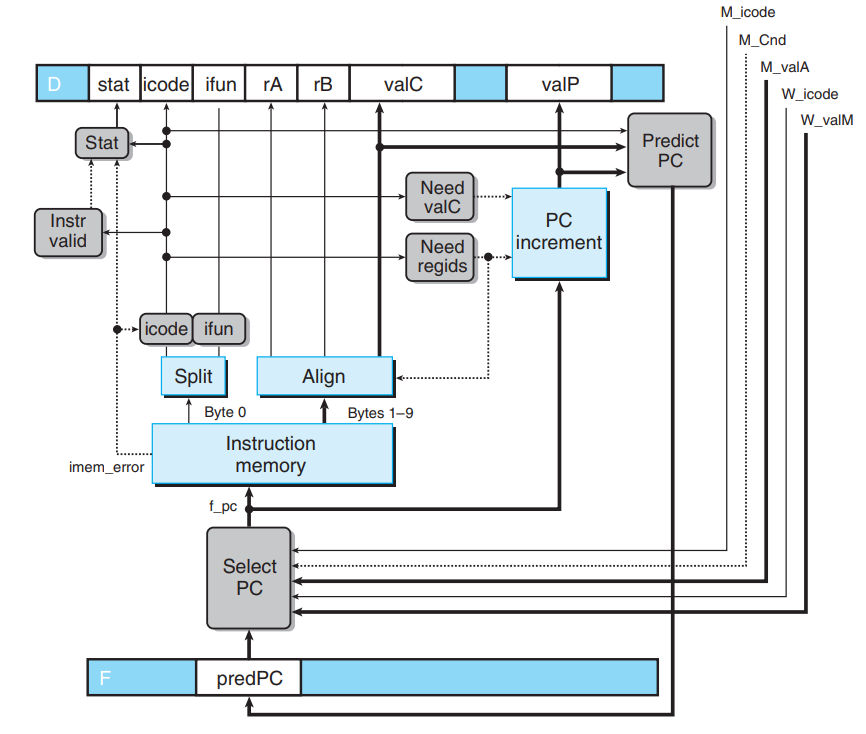 M_icode
M_Cnd
M_valA
W_icode
W_valM
D stat icode ifun rA rB valC valP
Stat
Predict
PC
Need
valC
Instr
valid
PC
increment
Need
regids
icode ifun
Split
Align
Byte 0
Bytes 1–9
Instruction
memory
imem_error
f_pc
Select
PC
F predPC